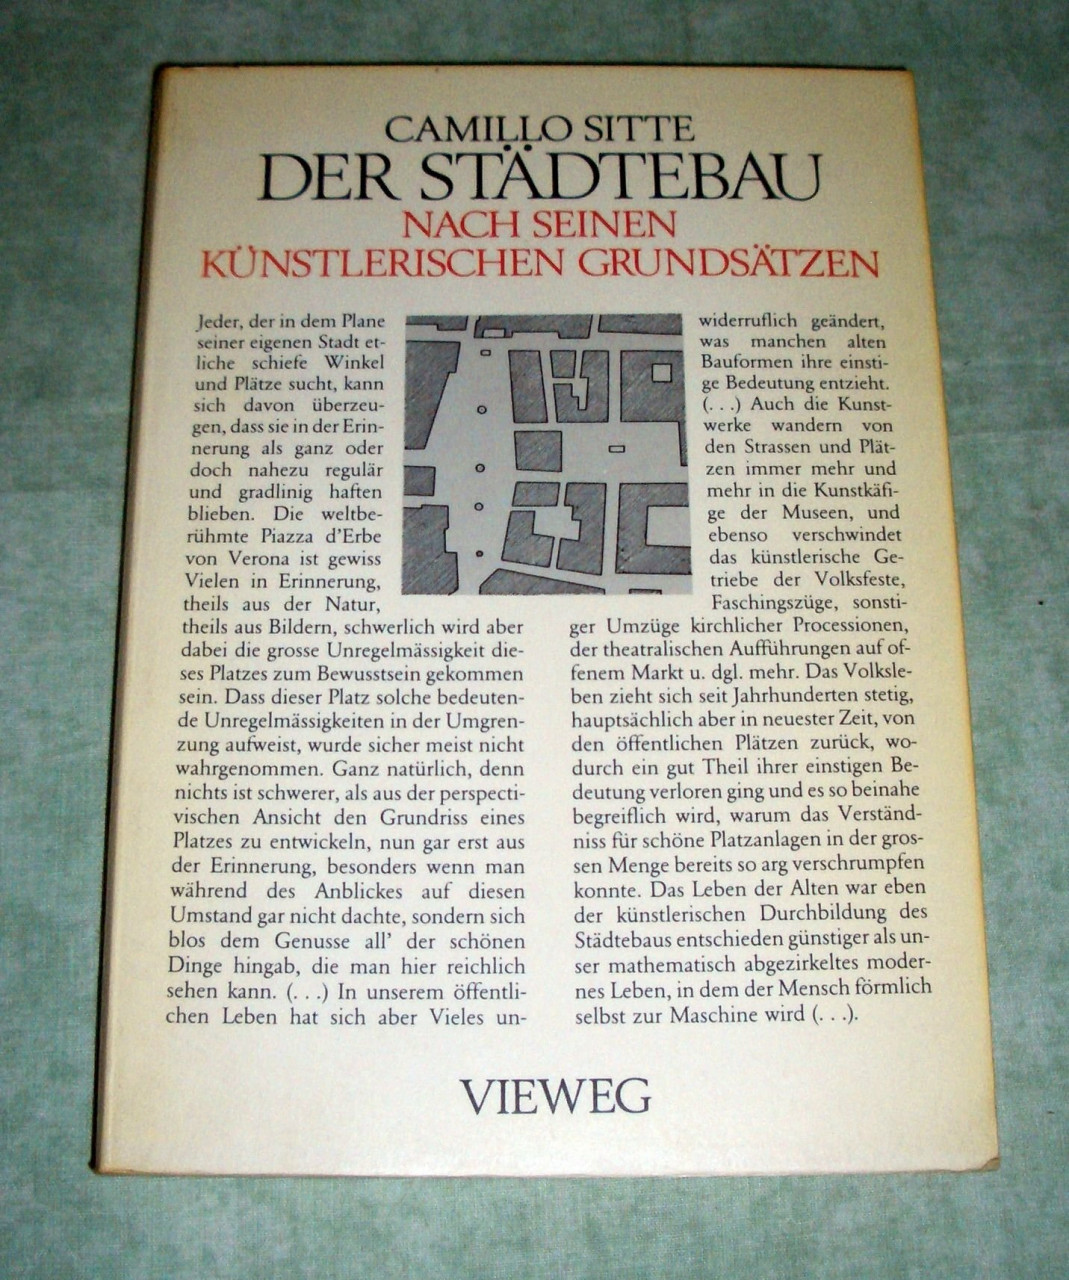 CAMILLO SITTE
DER STÄDTEBAU
NACH SEINEN
KÜNSTLERISCHEN GRUNDSÄTZEN
Jeder, der in dem Plane
seiner eigenen Stadt et-
liche schiefe Winkel
und Plätze sucht, kann
sich davon überzeu-
gen, dass sie in der Erin-
nerung als ganz oder
doch nahezu regulär
und gradlinig haften
blieben. Die weltbe-
rühmte Piazza d'Erbe
von Verona ist gewiss
Vielen in Erinnerung,
theils aus der Natur,
theils aus Bildern, schwerlich wird aber
dabei die grosse Unregelmässigkeit die-
ses Platzes zum Bewusstsein gekommen
sein. Dass dieser Platz solche bedeuten-
de Unregelmässigkeiten in der Umgren-
zung aufweist, wurde sicher meist nicht
wahrgenommen. Ganz natürlich, denn
nichts ist schwerer, als aus der perspecti-
vischen Ansicht den Grundriss eines
Platzes zu entwickeln, nun gar erst aus
der Erinnerung, besonders wenn man
während des Anblickes auf diesen
Umstand gar nicht dachte, sondern sich
blos dem Genusse all' der schönen
Dinge hingab, die man hier reichlich
sehen kann. (. . .) In unserem öffentli-
chen Leben hat sich aber Vieles un-
widerruflich geändert,
was manchen alten
Bauformen ihre einsti-
ge Bedeutung entzieht.
(. . .) Auch die Kunst-
werke wandern von
den Strassen und Plät-
zen immer mehr und
mehr in die Kunstkäfi-
ge der Museen, und
ebenso verschwindet
das künstlerische Ge-
triebe der Volksfeste,
Faschingszüge, sonsti-
ger Umzüge kirchlicher Processionen,
der theatralischen Aufführungen auf of-
fenem Markt u. dgl. mehr. Das Volksle-
ben zieht sich seit Jahrhunderten stetig,
hauptsächlich aber in neuester Zeit, von
den öffentlichen Plätzen zurück, wo-
durch ein gut Theil ihrer einstigen Be-
deutung verloren ging und es so beinahe
begreiflich wird, warum das Verständ-
niss für schöne Platzanlagen in der gros-
sen Menge bereits so arg verschrumpfen
konnte. Das Leben der Alten war eben
der künstlerischen Durchbildung des
Städtebaus entschieden günstiger als un-
ser mathematisch abgezirkeltes moder-
nes Leben, in dem der Mensch förmlich
selbst zur Maschine wird (. . .).
VIEWEG